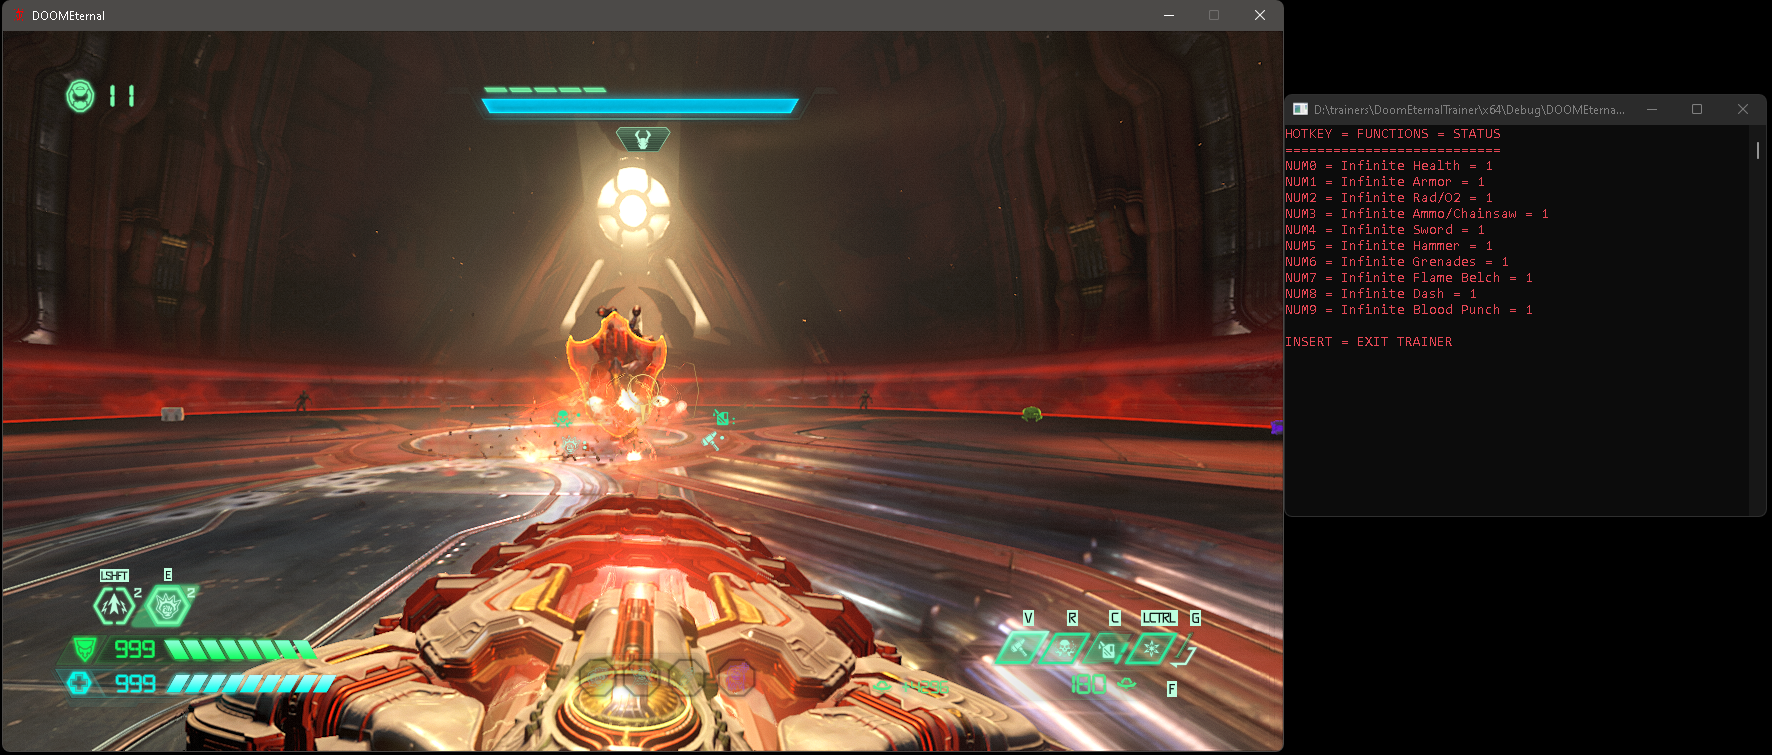 DOOMEternal
11
LSHFT
E
2
2
999
999
V
R
C
LCTRL
G
180
F
D:\trainers\DoomEternalTrainer\x64\Debug\DOOMEterna...
HOTKEY = FUNCTIONS = STATUS
===========================
NUM0 = Infinite Health = 1
NUM1 = Infinite Armor = 1
NUM2 = Infinite Rad/O2 = 1
NUM3 = Infinite Ammo/Chainsaw = 1
NUM4 = Infinite Sword = 1
NUM5 = Infinite Hammer = 1
NUM6 = Infinite Grenades = 1
NUM7 = Infinite Flame Belch = 1
NUM8 = Infinite Dash = 1
NUM9 = Infinite Blood Punch = 1
INSERT = EXIT TRAINER